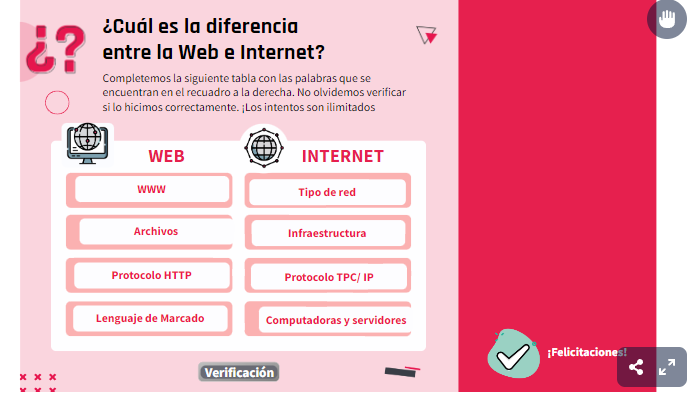 ¿?
¿Cuál es la diferencia
entre la Web e Internet?
Completemos la siguiente tabla con las palabras que se
encuentran en el recuadro a la derecha. No olvidemos verificar
si lo hicimos correctamente. ¡Los intentos son ilimitados
WEB
WWW
Archivos
Protocolo HTTP
Lenguaje de Marcado
INTERNET
Tipo de red
Infraestructura
Protocolo TPC/ IP
Computadoras y servidores
Verificación
¡Felicitaciones!